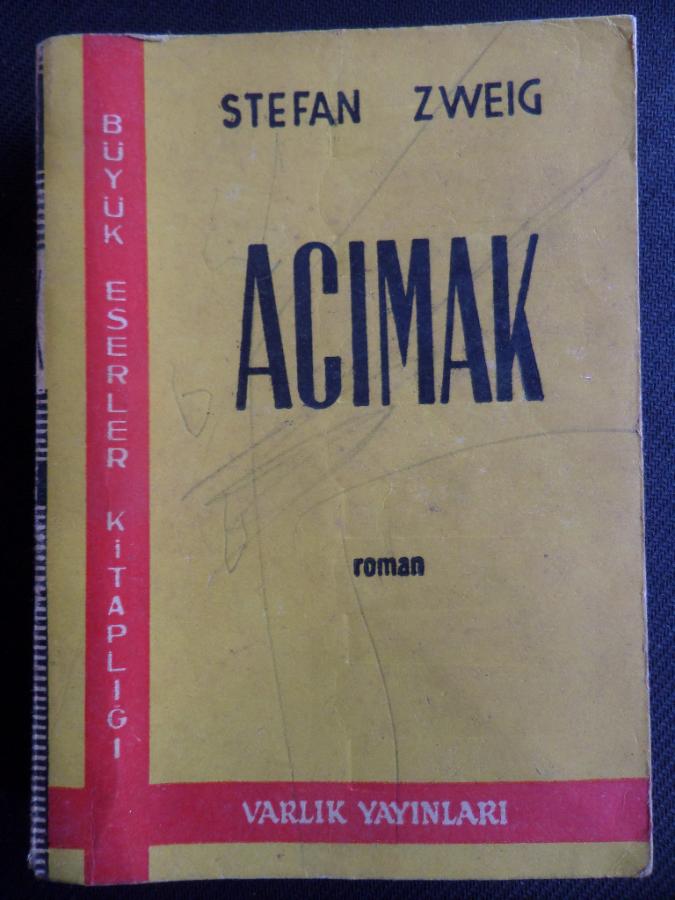 STEFAN ZWEIG
ACIMAK
roman
BÜYÜK ESERLER KİTAPLIĞI
VARLIK YAYINLARI